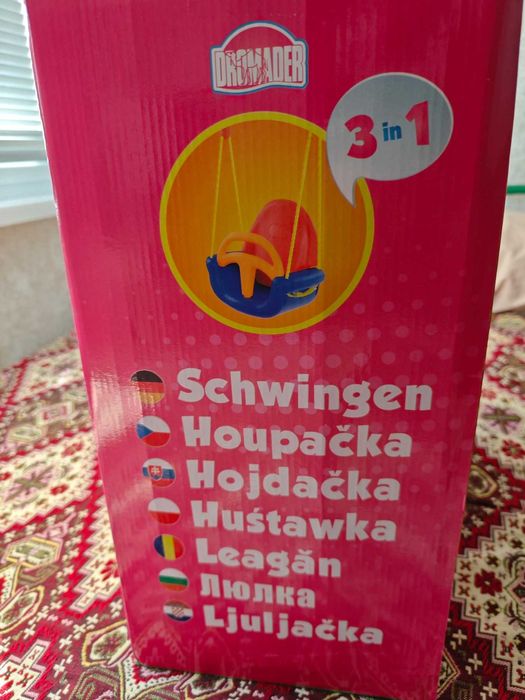 DROMADER
3 in 1
Schwingen
Houpačka
Hojdačka
Huśtawka
Leagăn
Люлка
Ljuljačka